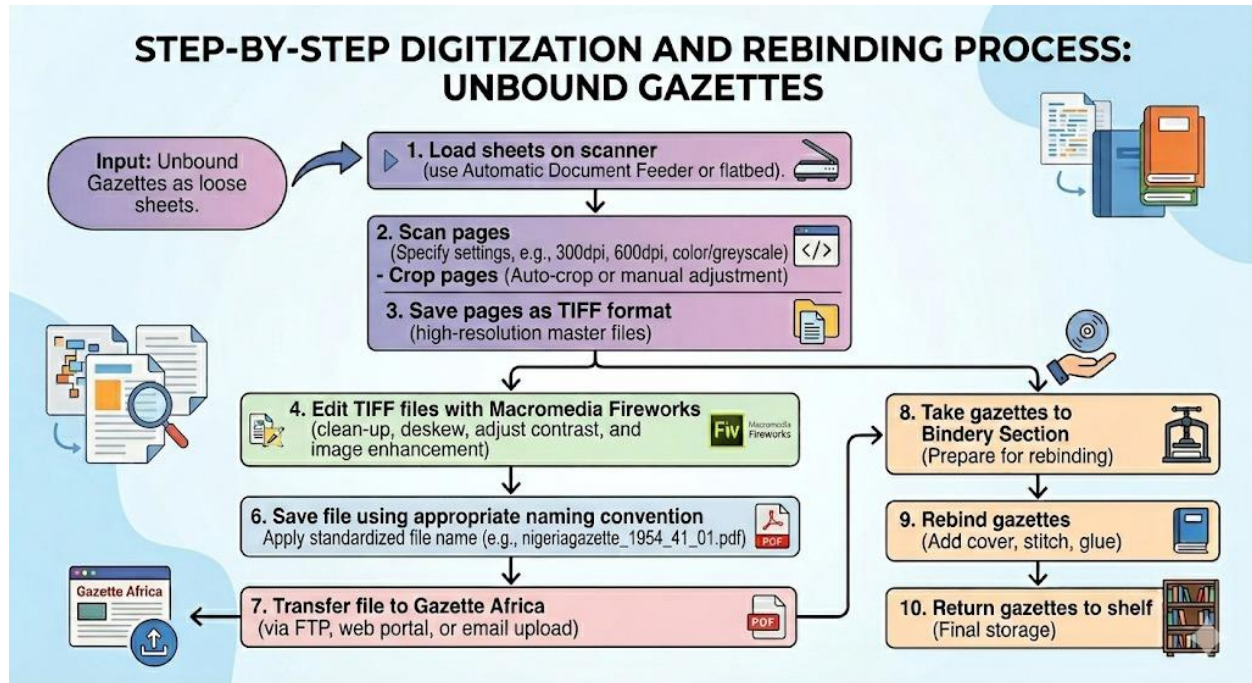 STEP-BY-STEP DIGITIZATION AND REBINDING PROCESS:
UNBOUND GAZETTES
Input: Unbound
Gazettes as loose
sheets.
1. Load sheets on scanner
(use Automatic Document Feeder or flatbed).
2. Scan pages
(Specify settings, e.g., 300dpi, 600dpi, color/greyscale)
</>
- Crop pages (Auto-crop or manual adjustment)
3. Save pages as TIFF format
(high-resolution master files)
4. Edit TIFF files with Macromedia Fireworks
(clean-up, deskew, adjust contrast, and
image enhancement)
Fiv
Macromedia
Fireworks
6. Save file using appropriate naming convention
Apply standardized file name (e.g., nigeriagazette_1954_41_01.pdf)
PDF
7. Transfer file to Gazette Africa
(via FTP, web portal, or email upload)
PDF
Gazette Africa
8. Take gazettes to
Bindery Section
(Prepare for rebinding)
9. Rebind gazettes
(Add cover, stitch, glue)
10. Return gazettes to shelf
(Final storage)